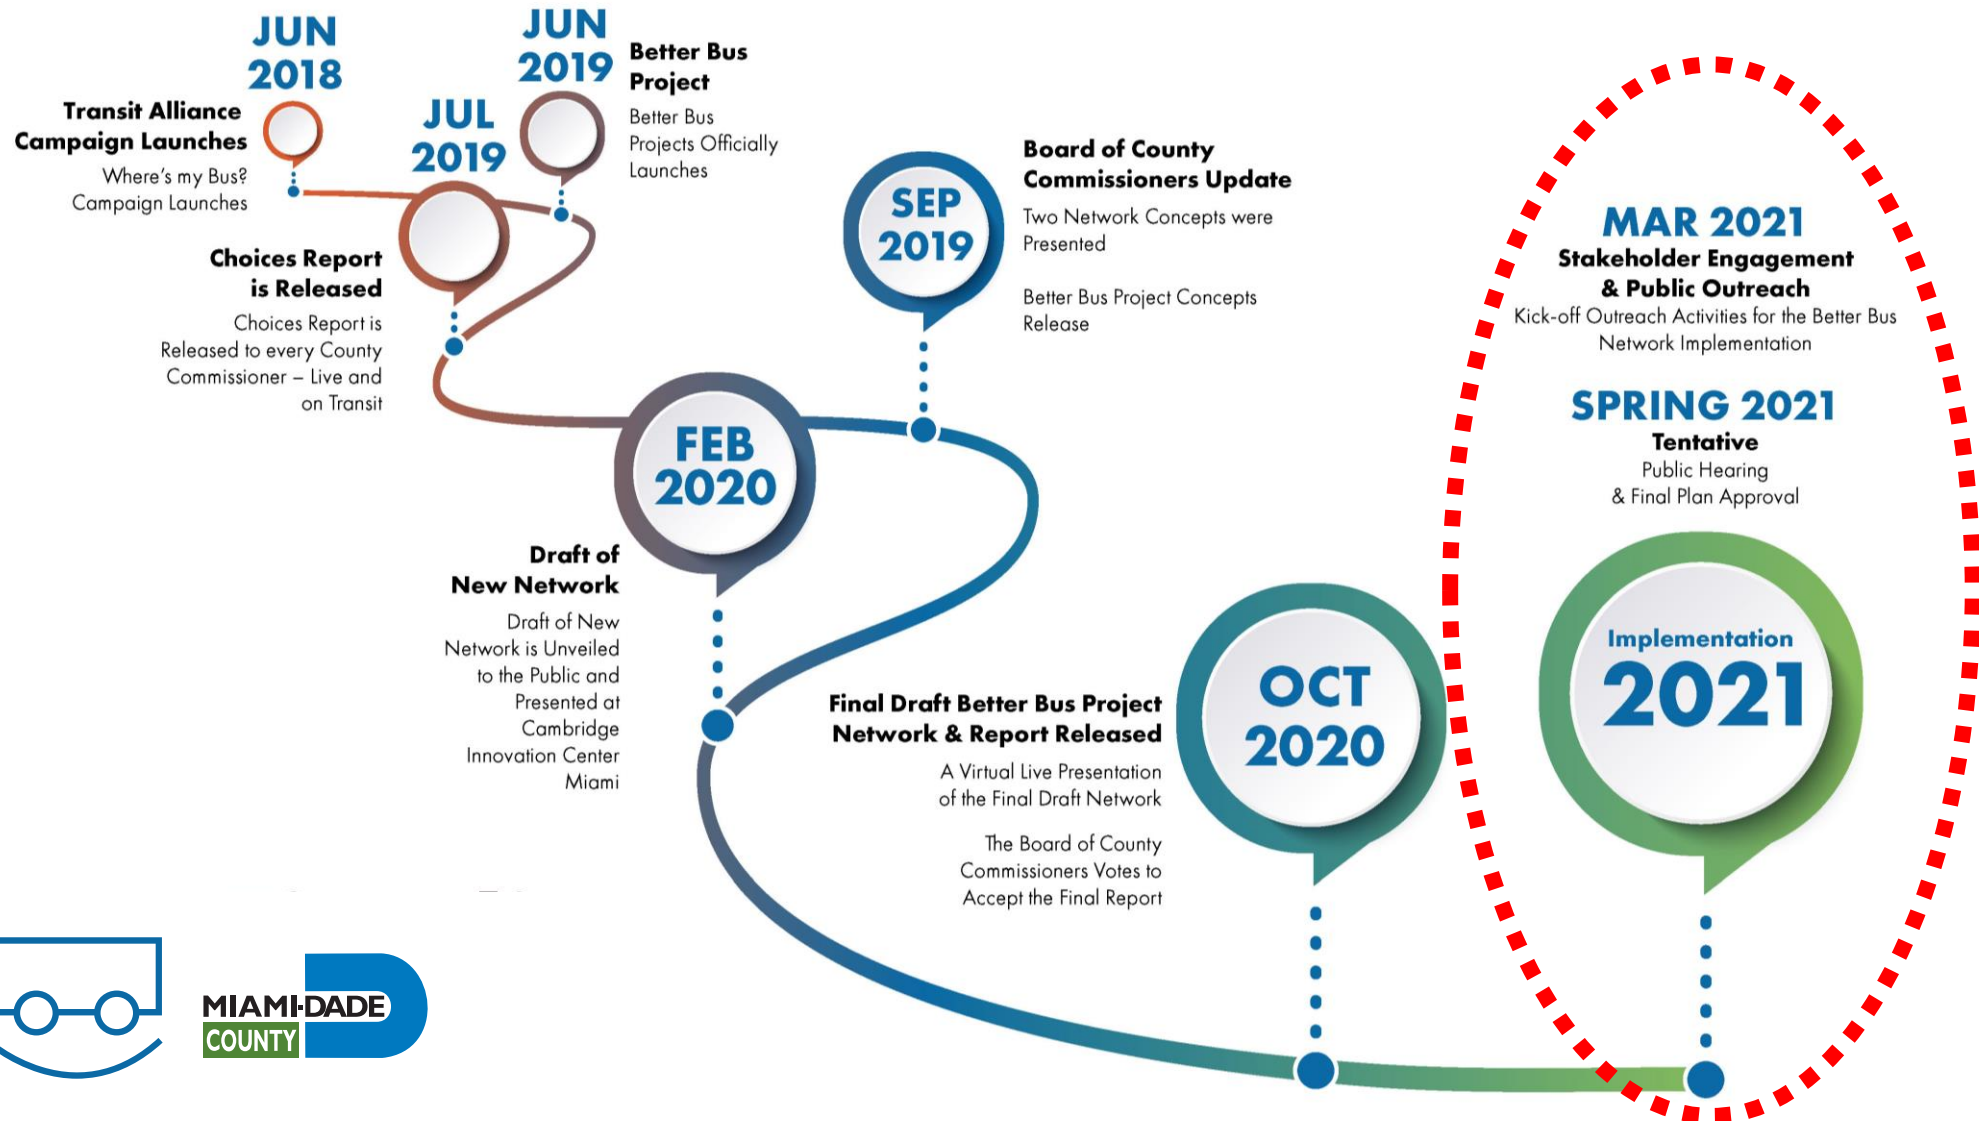 JUN
2018
Transit Alliance
Campaign Launches
Where's my Bus?
Campaign Launches
JUN
2019
Better Bus
Project
Better Bus
Projects Officially
Launches
JUL
2019
Choices Report
is Released
Choices Report is
Released to every County
Commissioner – Live and
on Transit
SEP
2019
Board of County
Commissioners Update
Two Network Concepts were
Presented
Better Bus Project Concepts
Release
FEB
2020
Draft of
New Network
Draft of New
Network is Unveiled
to the Public and
Presented at
Cambridge
Innovation Center
Miami
OCT
2020
Final Draft Better Bus Project
Network & Report Released
A Virtual Live Presentation
of the Final Draft Network
The Board of County
Commissioners Votes to
Accept the Final Report
MAR 2021
Stakeholder Engagement
& Public Outreach
Kick-off Outreach Activities for the Better Bus
Network Implementation
SPRING 2021
Tentative
Public Hearing
& Final Plan Approval
Implementation
2021
MIAMI-DADE
COUNTY